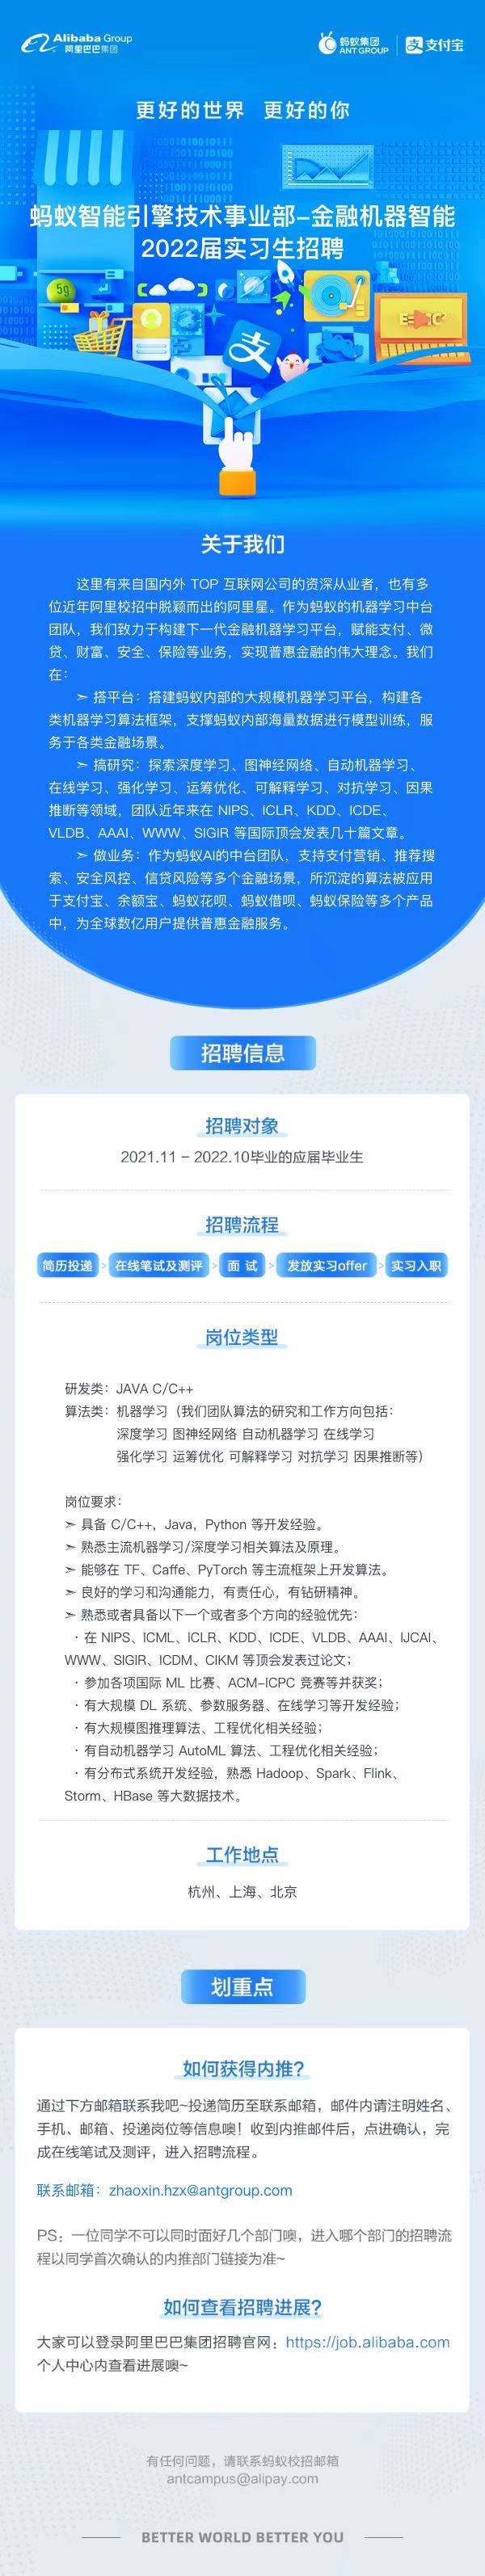 Alibaba Group
阿里巴巴集团
蚂蚁集团
ANT GROUP
支付宝
更好的世界 更好的你
蚂蚁智能引擎技术事业部-金融机器智能
2022届实习生招聘
5g
支
关于我们
这里有来自国内外 TOP 互联网公司的资深从业者，也有多
位近年阿里校招中脱颖而出的阿里星。作为蚂蚁的机器学习中台
团队，我们致力于构建下一代金融机器学习平台，赋能支付、微
贷、财富、安全、保险等业务，实现普惠金融的伟大理念。我们
在：
➣ 搭平台：搭建蚂蚁内部的大规模机器学习平台，构建各
类机器学习算法框架，支撑蚂蚁内部海量数据进行模型训练，服
务于各类金融场景。
➣ 搞研究：探索深度学习、图神经网络、自动机器学习、
在线学习、强化学习、运筹优化、可解释学习、对抗学习、因果
推断等领域，团队近年来在 NIPS、ICLR、KDD、ICDE、
VLDB、AAAI、WWW、SIGIR 等国际顶会发表几十篇文章。
➣ 做业务：作为蚂蚁AI的中台团队，支持支付营销、推荐搜
索、安全风控、信贷风险等多个金融场景，所沉淀的算法被应用
于支付宝、余额宝、蚂蚁花呗、蚂蚁借呗、蚂蚁保险等多个产品
中，为全球数亿用户提供普惠金融服务。
招聘信息
招聘对象
2021.11 – 2022.10毕业的应届毕业生
招聘流程
简历投递 > 在线笔试及测评 > 面 试 > 发放实习offer > 实习入职
岗位类型
研发类：JAVA C/C++
算法类：机器学习（我们团队算法的研究和工作方向包括：
深度学习 图神经网络 自动机器学习 在线学习
强化学习 运筹优化 可解释学习 对抗学习 因果推断等）
岗位要求：
➣ 具备 C/C++，Java，Python 等开发经验。
➣ 熟悉主流机器学习/深度学习相关算法及原理。
➣ 能够在 TF、Caffe、PyTorch 等主流框架上开发算法。
➣ 良好的学习和沟通能力，有责任心，有钻研精神。
➣ 熟悉或者具备以下一个或者多个方向的经验优先：
· 在 NIPS、ICML、ICLR、KDD、ICDE、VLDB、AAAI、IJCAI、
WWW、SIGIR、ICDM、CIKM 等顶会发表过论文；
· 参加各项国际 ML 比赛、ACM-ICPC 竞赛等并获奖；
· 有大规模 DL 系统、参数服务器、在线学习等开发经验；
· 有大规模图推理算法、工程优化相关经验；
· 有自动机器学习 AutoML 算法、工程优化相关经验；
· 有分布式系统开发经验，熟悉 Hadoop、Spark、Flink、
Storm、HBase 等大数据技术。
工作地点
杭州、上海、北京
划重点
如何获得内推?
通过下方邮箱联系我吧~投递简历至联系邮箱，邮件内请注明姓名、
手机、邮箱、投递岗位等信息噢！收到内推邮件后，点进确认，完
成在线笔试及测评，进入招聘流程。
联系邮箱：zhaoxin.hzx@antgroup.com
PS：一位同学不可以同时面好几个部门噢，进入哪个部门的招聘流
程以同学首次确认的内推部门链接为准~
如何查看招聘进展?
大家可以登录阿里巴巴集团招聘官网：https://job.alibaba.com
个人中心内查看进展噢~
有任何问题，请联系蚂蚁校招邮箱
antcampus@alipay.com
BETTER WORLD BETTER YOU